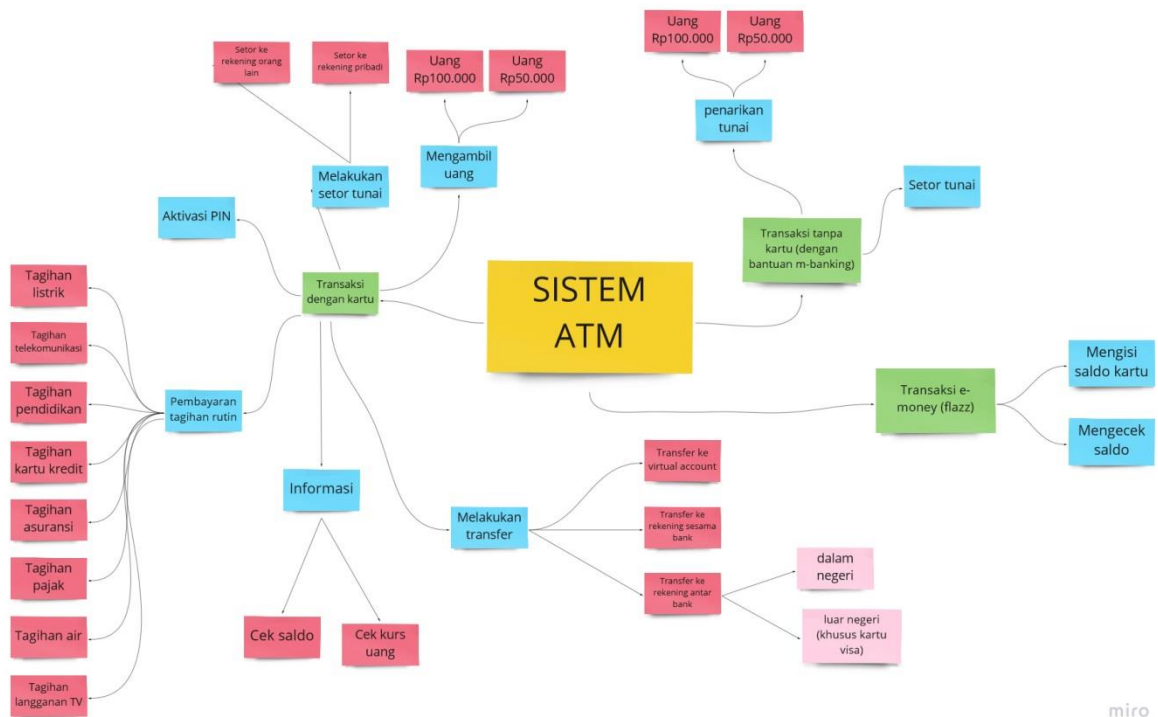 Uang
Rp100.000
Uang
Rp50.000
Setor ke
rekening orang
lain
Setor ke
rekening pribadi
Uang
Rp100.000
Uang
Rp50.000
penarikan
tunai
Melakukan
setor tunai
Mengambil
uang
Setor tunai
Aktivasi PIN
Transaksi tanpa
kartu (dengan
bantuan m-banking)
Tagihan
listrik
Transaksi
dengan kartu
SISTEM
ATM
Tagihan
telekomunikasi
Mengisi
saldo kartu
Tagihan
pendidikan
Pembayaran
tagihan rutin
Transaksi e-
money (flazz)
Tagihan
kartu kredit
Mengecek
saldo
Informasi
Transfer ke
virtual account
Tagihan
asuransi
Melakukan
transfer
Transfer ke
rekening sesama
bank
Tagihan
pajak
Transfer ke
rekening antar
bank
dalam
negeri
Tagihan air
Cek saldo
Cek kurs
uang
luar negeri
(khusus kartu
visa)
Tagihan
langganan TV
miro